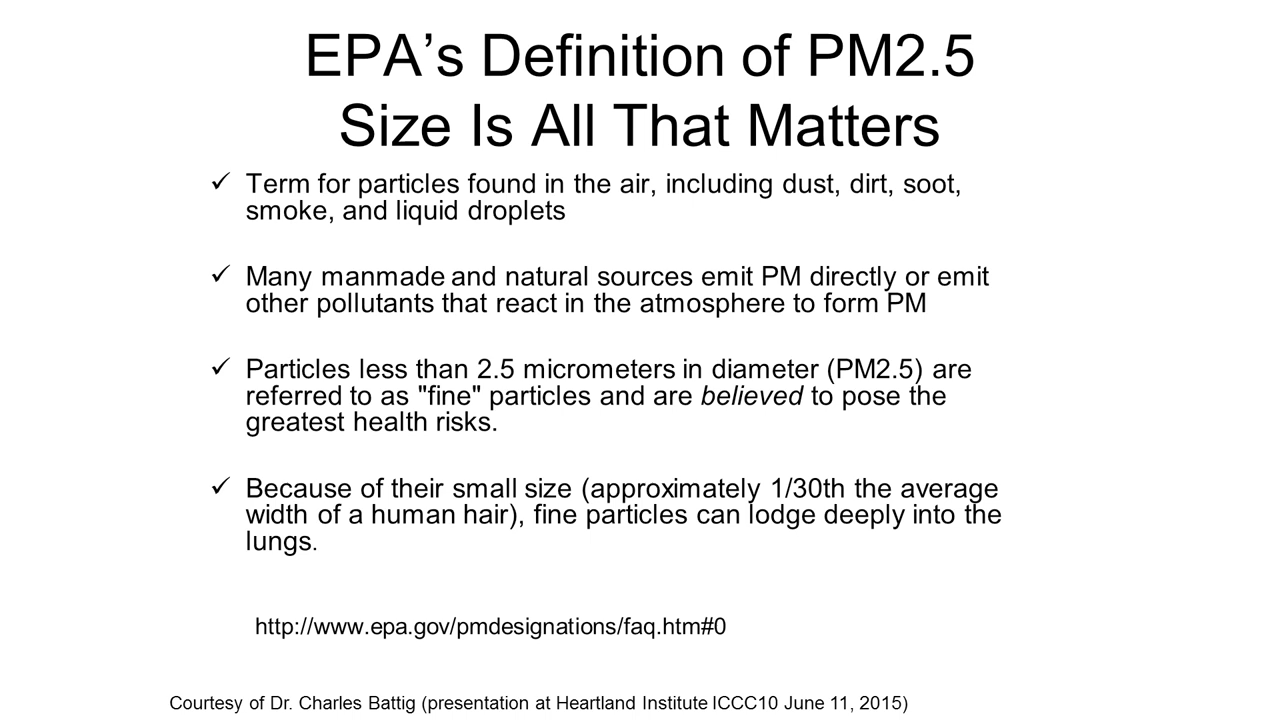 EPA’s Definition of PM2.5
Size Is All That Matters
✓ Term for particles found in the air, including dust, dirt, soot,
smoke, and liquid droplets
✓ Many manmade and natural sources emit PM directly or emit
other pollutants that react in the atmosphere to form PM
✓ Particles less than 2.5 micrometers in diameter (PM2.5) are
referred to as "fine" particles and are believed to pose the
greatest health risks.
✓ Because of their small size (approximately 1/30th the average
width of a human hair), fine particles can lodge deeply into the
lungs.
http://www.epa.gov/pmdesignations/faq.htm#0
Courtesy of Dr. Charles Battig (presentation at Heartland Institute ICCC10 June 11, 2015)